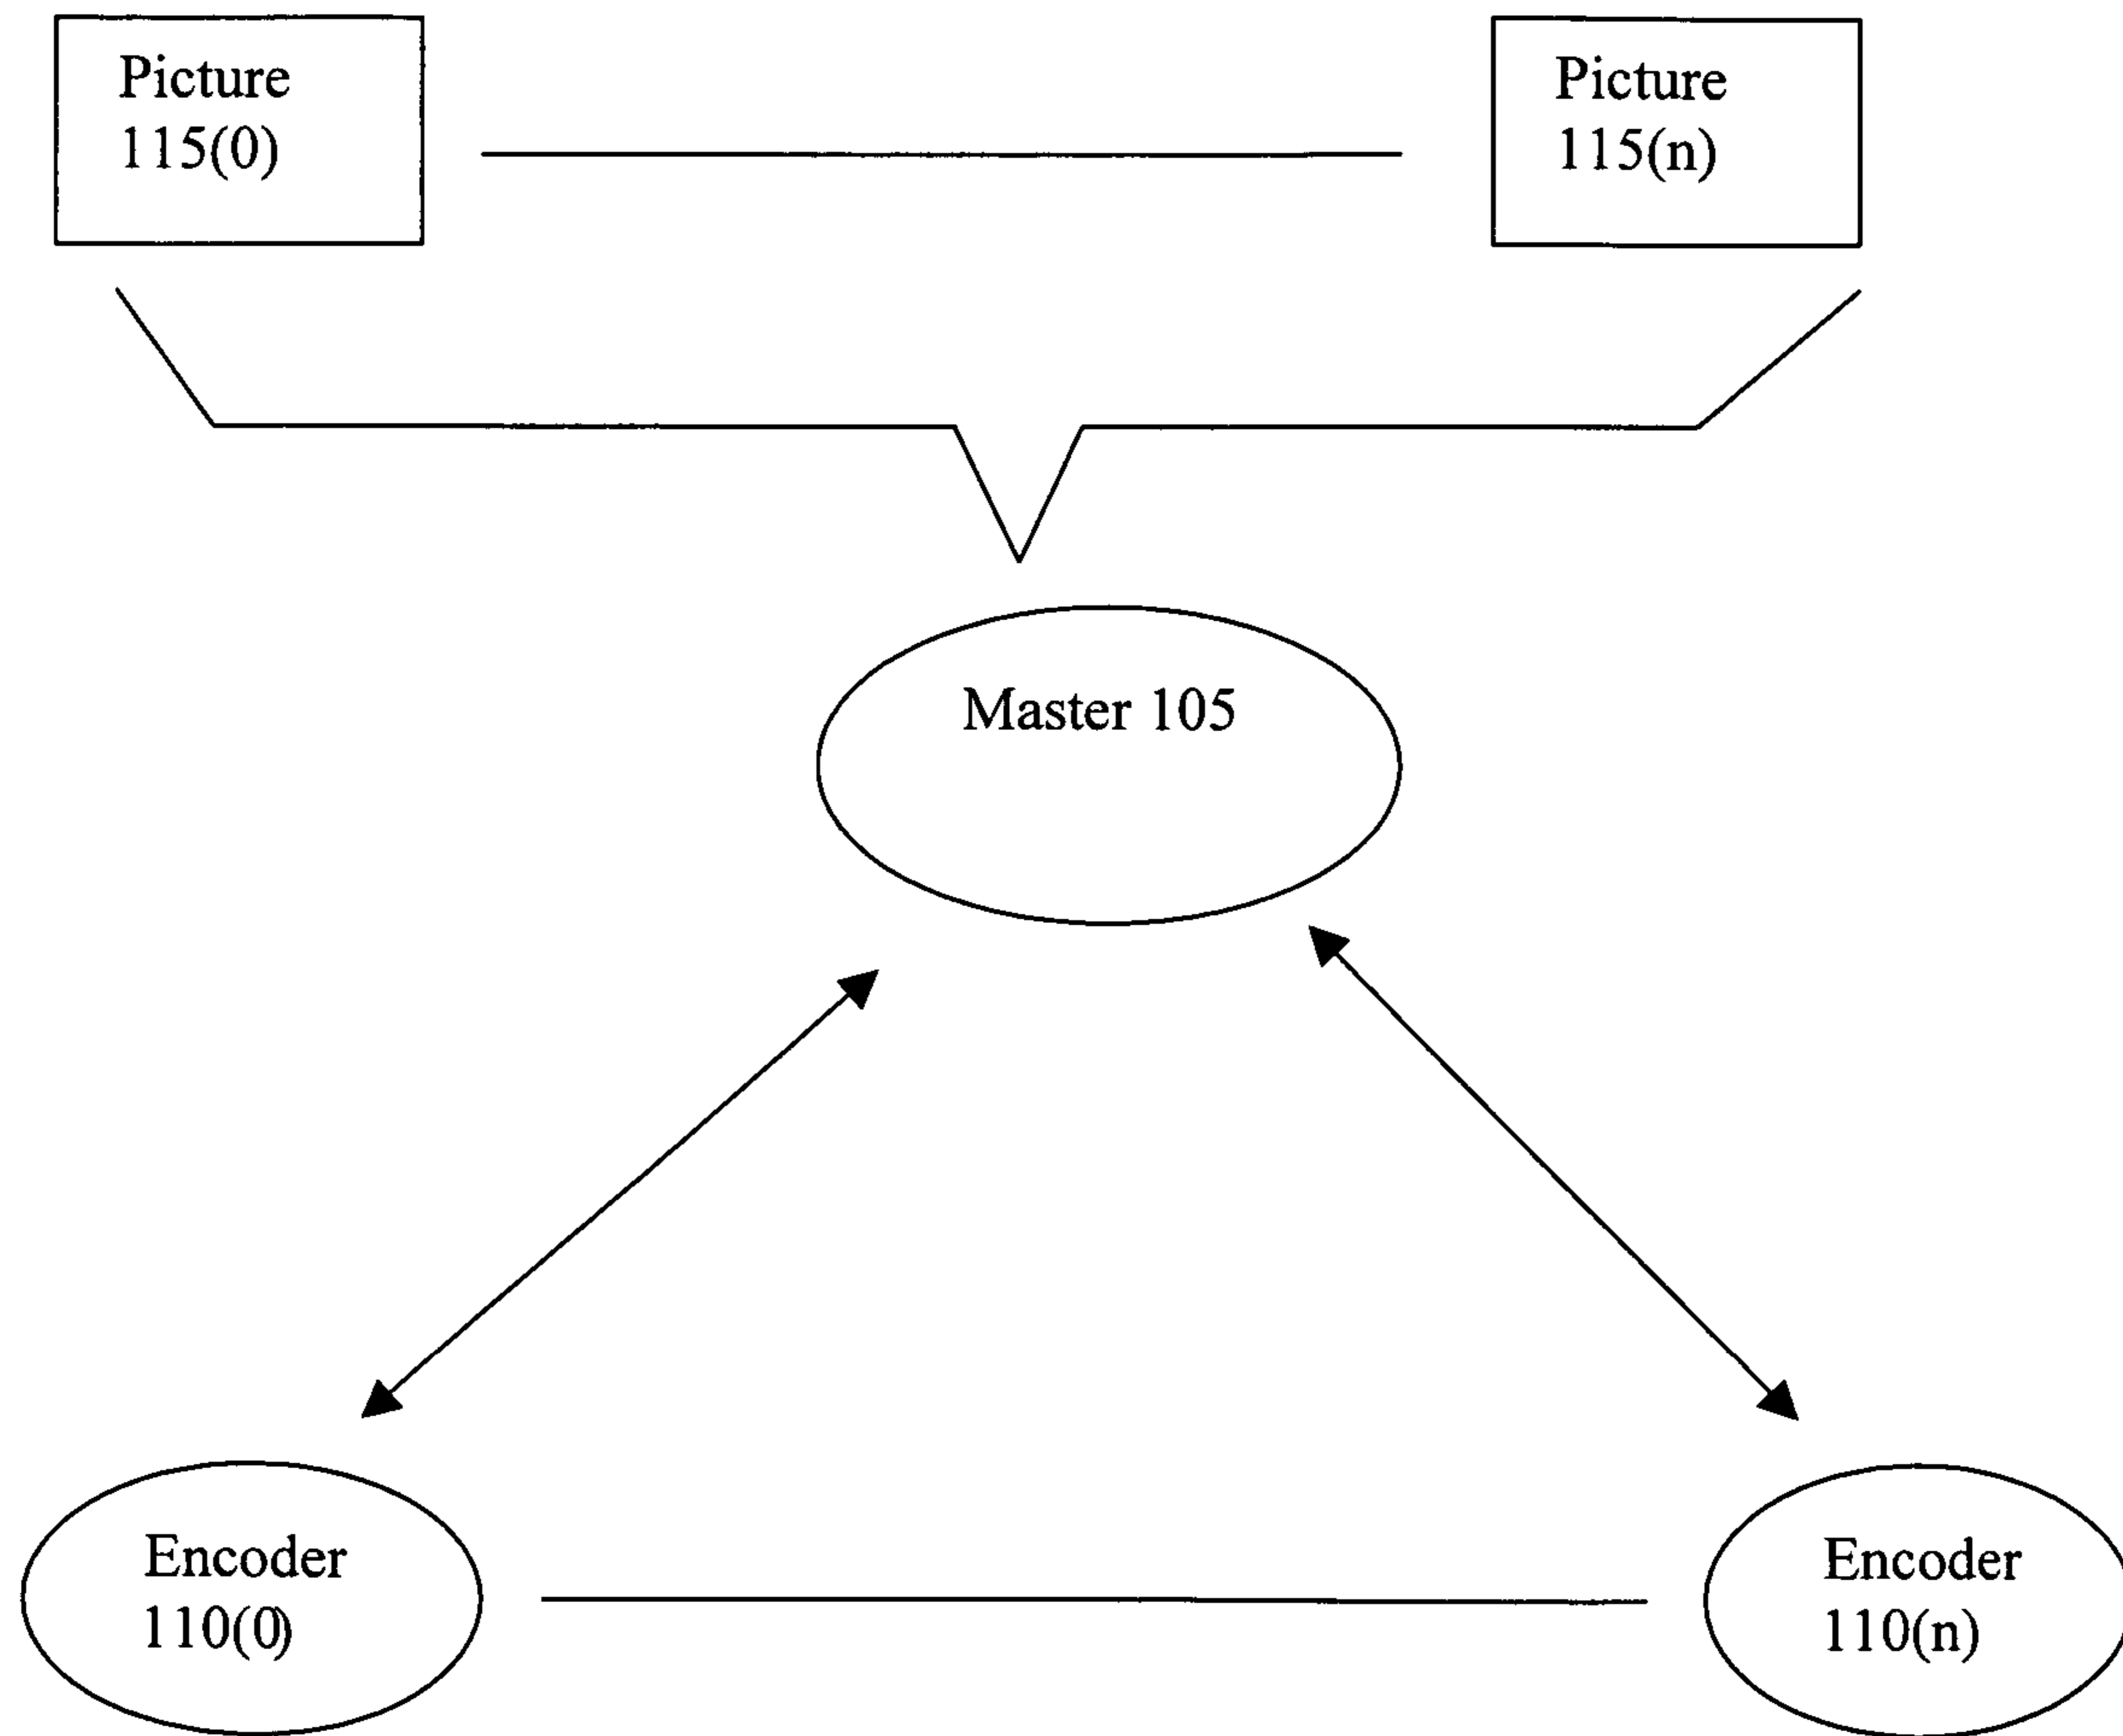 Picture
115(0)
Picture
115(n)
Master 105
Encoder
110(0)
Encoder
110(n)